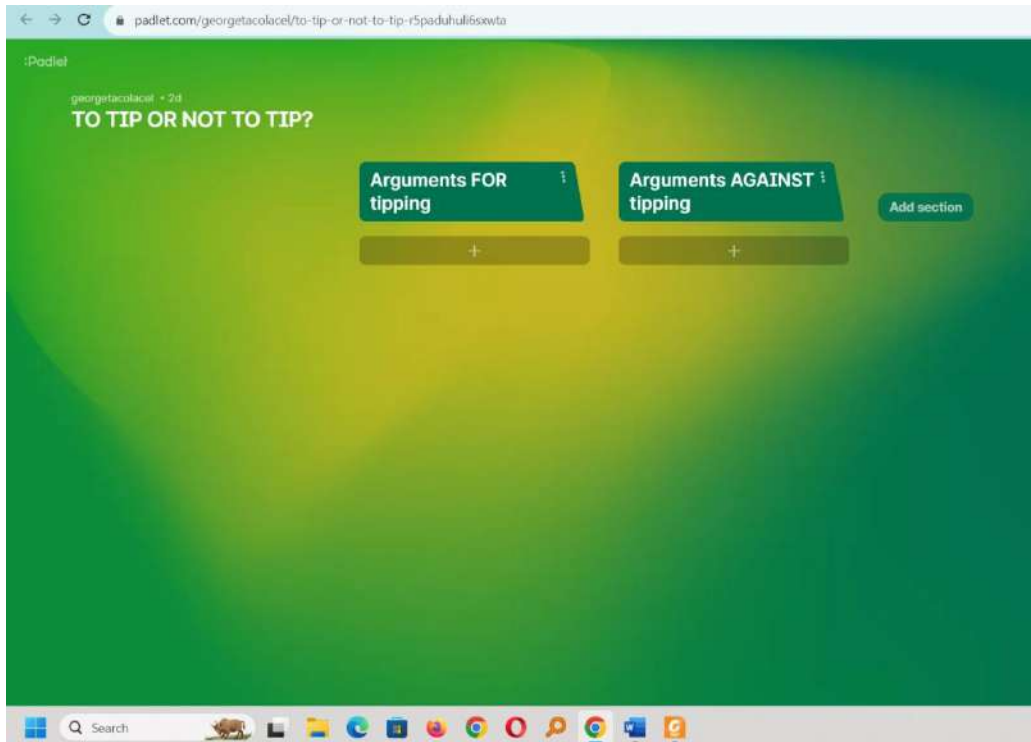 padlet.com/georgetacolacel/to-tip-or-not-to-tip-r5paduhuli6sxwta
:Padlet
georgetacolacel • 2d
TO TIP OR NOT TO TIP?
Arguments FOR
tipping
Arguments AGAINST
tipping
Add section
+
+
Search